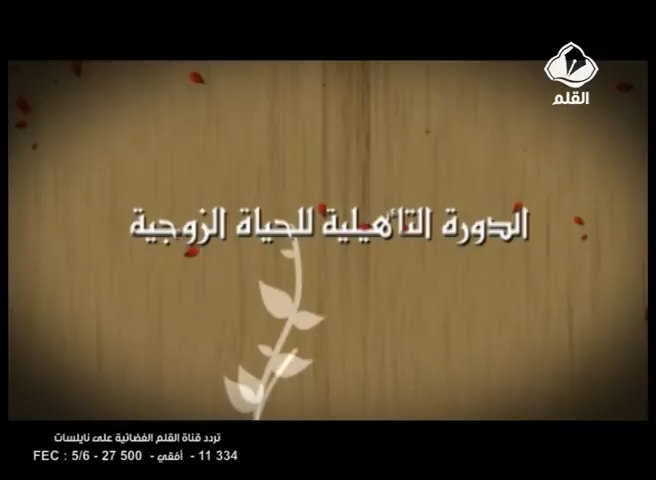 القلم
الدورة التأهيلية للحياة الزوجية
تردد قناة القلم الفضائية على نايلسات
11 334 - أفقي - 27 500 - FEC : 5/6